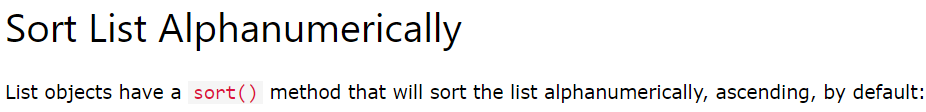 Sort List Alphanumerically
List objects have a sort() method that will sort the list alphanumerically, ascending, by default: